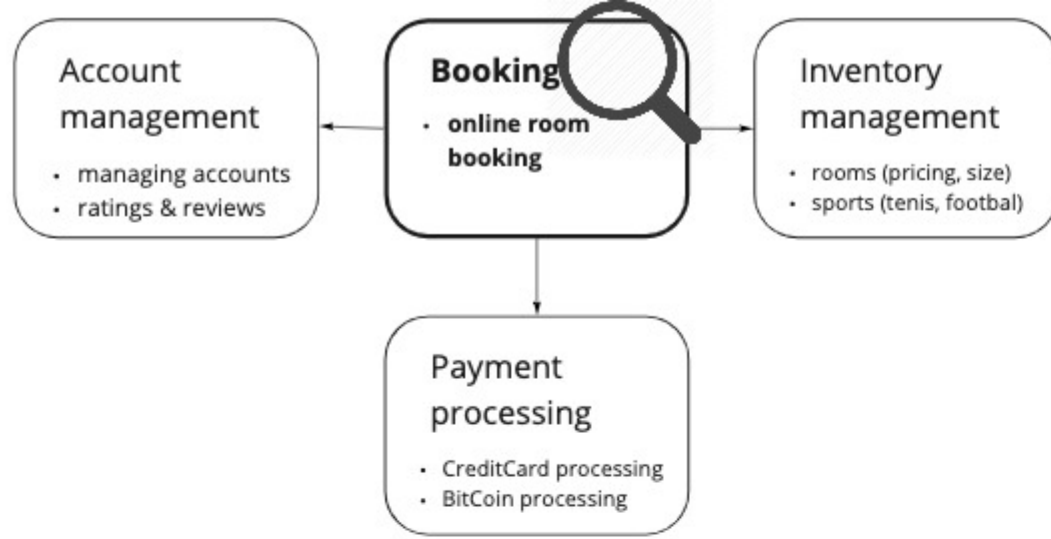 Account
management
• managing accounts
• ratings & reviews
Booking
• online room
booking
Inventory
management
• rooms (pricing, size)
• sports (tenis, footbal)
Payment
processing
• CreditCard processing
• BitCoin processing